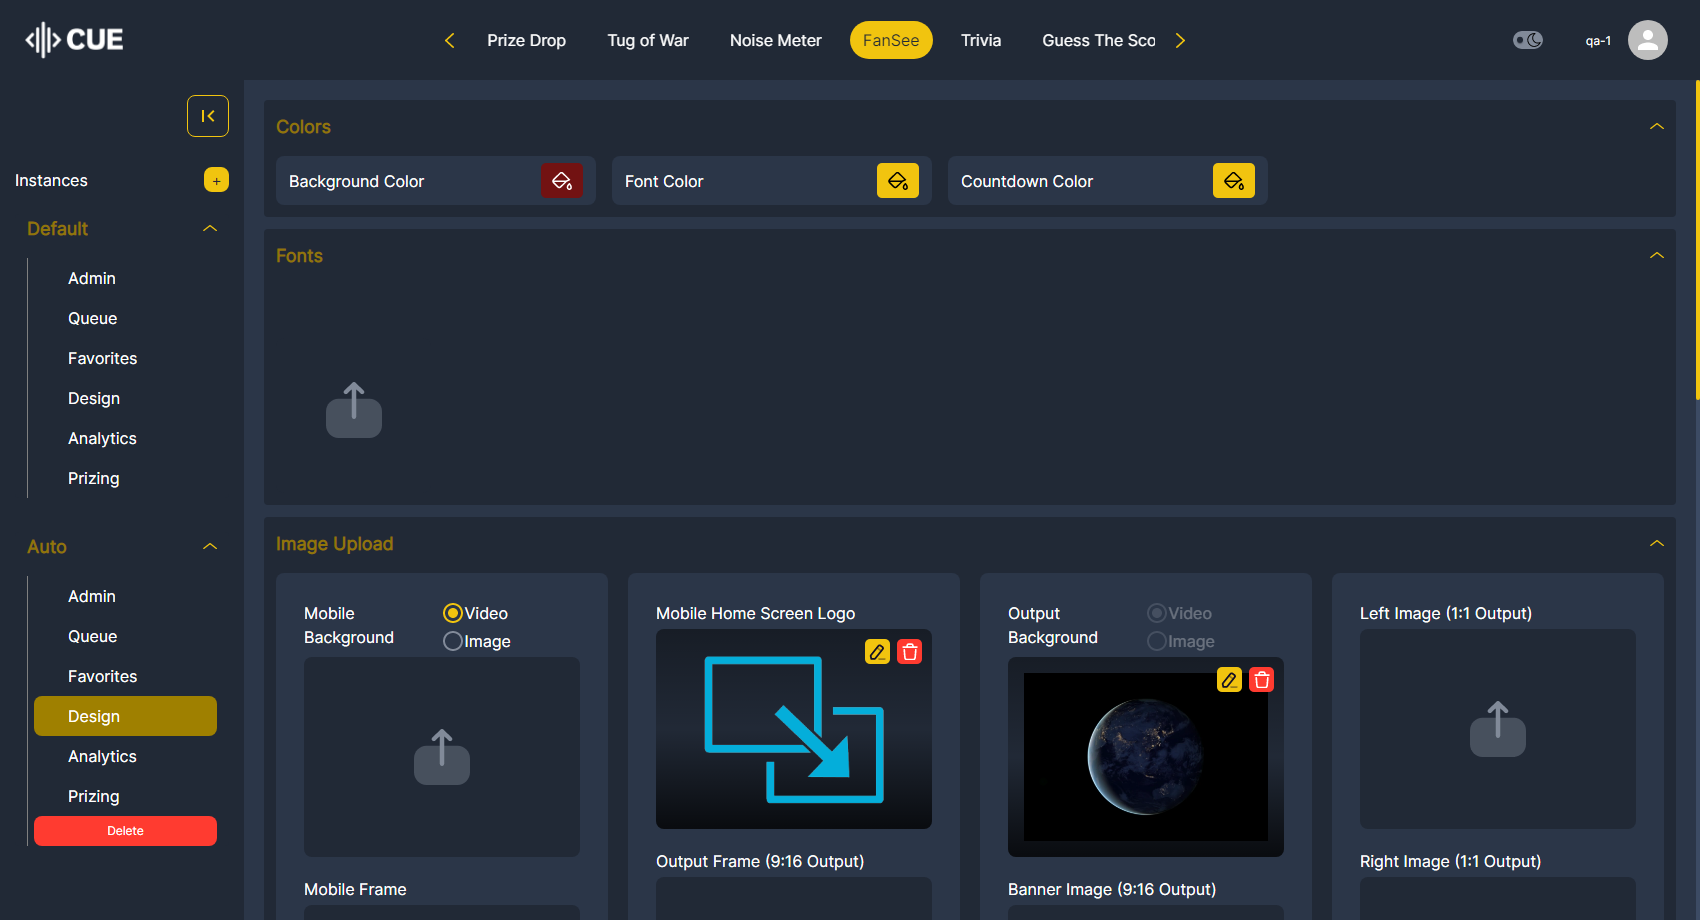 CUE
Prize Drop
Tug of War
Noise Meter
FanSee
Trivia
Guess The Sco
qa-1
Instances
+
Default
Admin
Queue
Favorites
Design
Analytics
Prizing
Auto
Admin
Queue
Favorites
Design
Analytics
Prizing
Delete
Colors
Background Color
Font Color
Countdown Color
Fonts
Image Upload
Mobile
Background
Video
Image
Mobile Frame
Mobile Home Screen Logo
Output Frame (9:16 Output)
Output
Background
Video
Image
Banner Image (9:16 Output)
Left Image (1:1 Output)
Right Image (1:1 Output)